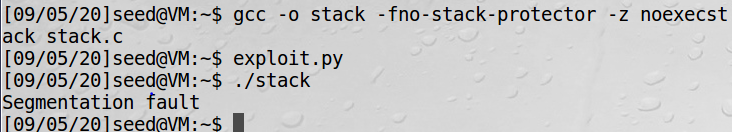 [09/05/20]seed@VM:~$ gcc -o stack -fno-stack-protector -z noexecst
ack stack.c
[09/05/20]seed@VM:~$ exploit.py
[09/05/20]seed@VM:~$ ./stack
Segmentation fault
[09/05/20]seed@VM:~$